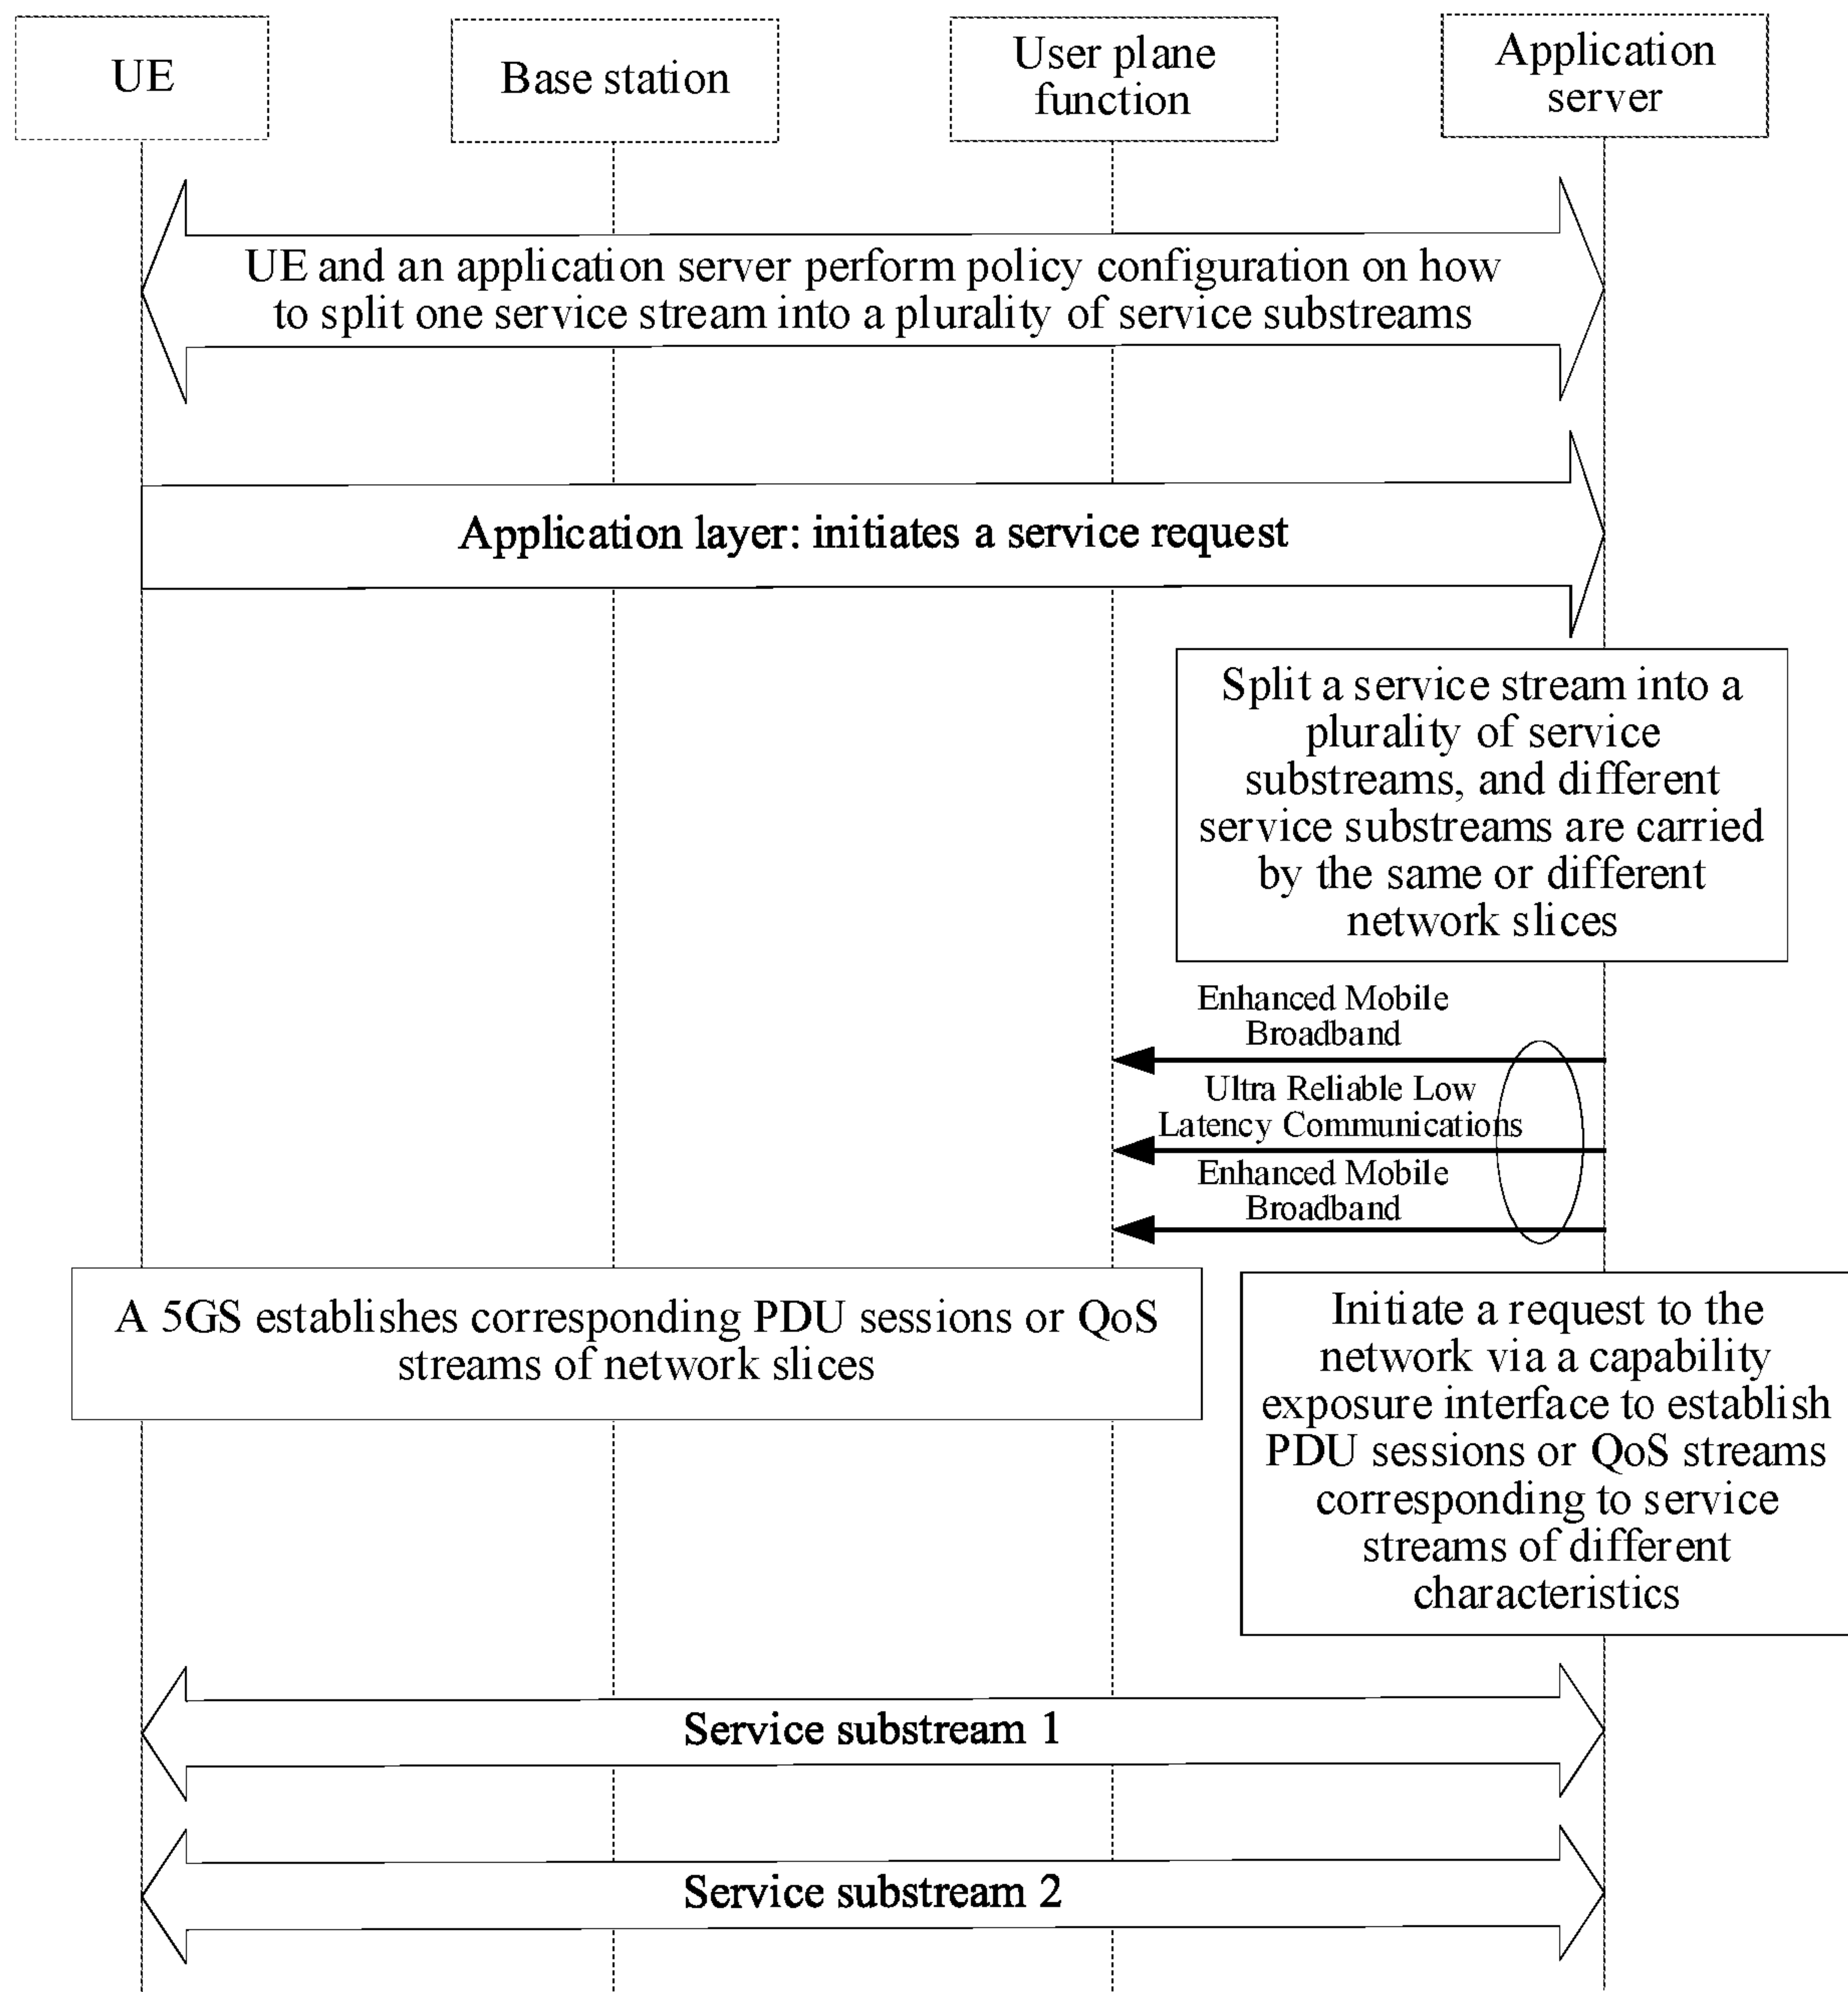 UE
Base station
User plane
function
Application
server
UE and an application server perform policy configuration on how
to split one service stream into a plurality of service substreams
Application layer: initiates a service request
Split a service stream into a
plurality of service
substreams, and different
service substreams are carried
by the same or different
network slices
Enhanced Mobile
Broadband
Ultra Reliable Low
Latency Communications
Enhanced Mobile
Broadband
A 5GS establishes corresponding PDU sessions or QoS
streams of network slices
Initiate a request to the
network via a capability
exposure interface to establish
PDU sessions or QoS streams
corresponding to service
streams of different
characteristics
Service substream 1
Service substream 2